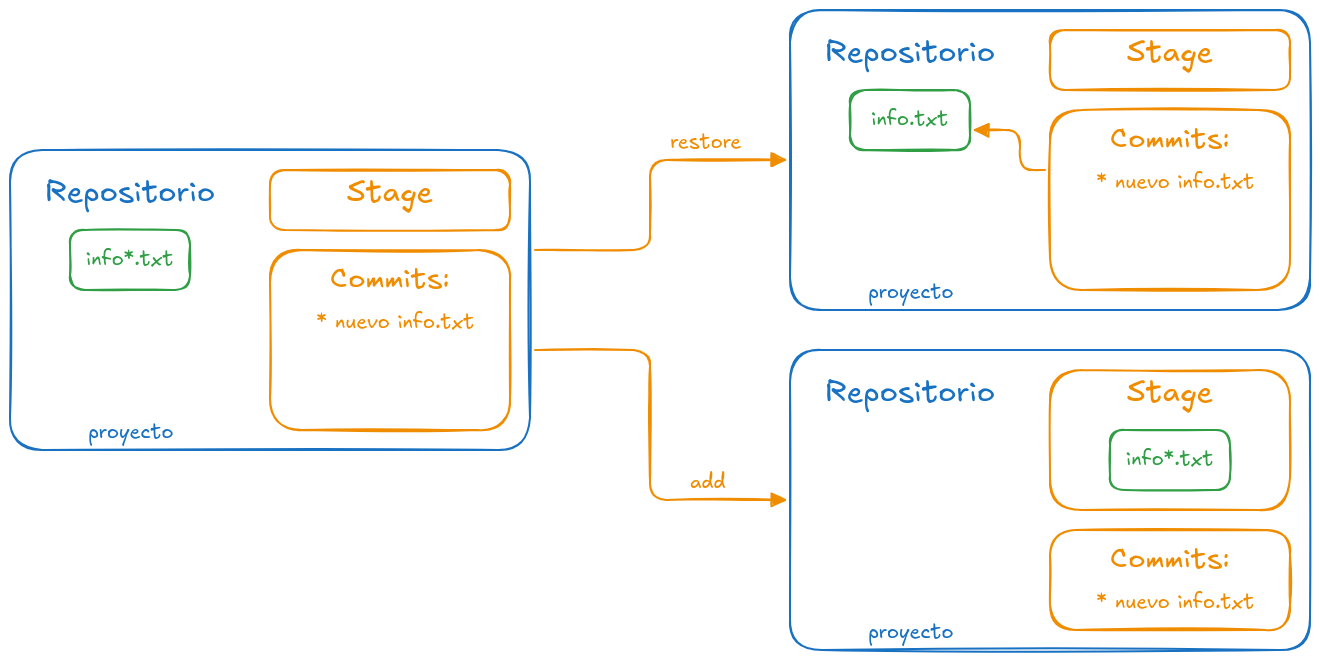 Repositorio
Stage
info*.txt
Commits:
* nuevo info.txt
proyecto
restore
add
Repositorio
Stage
info.txt
Commits:
* nuevo info.txt
proyecto
Repositorio
Stage
info*.txt
Commits:
* nuevo info.txt
proyecto